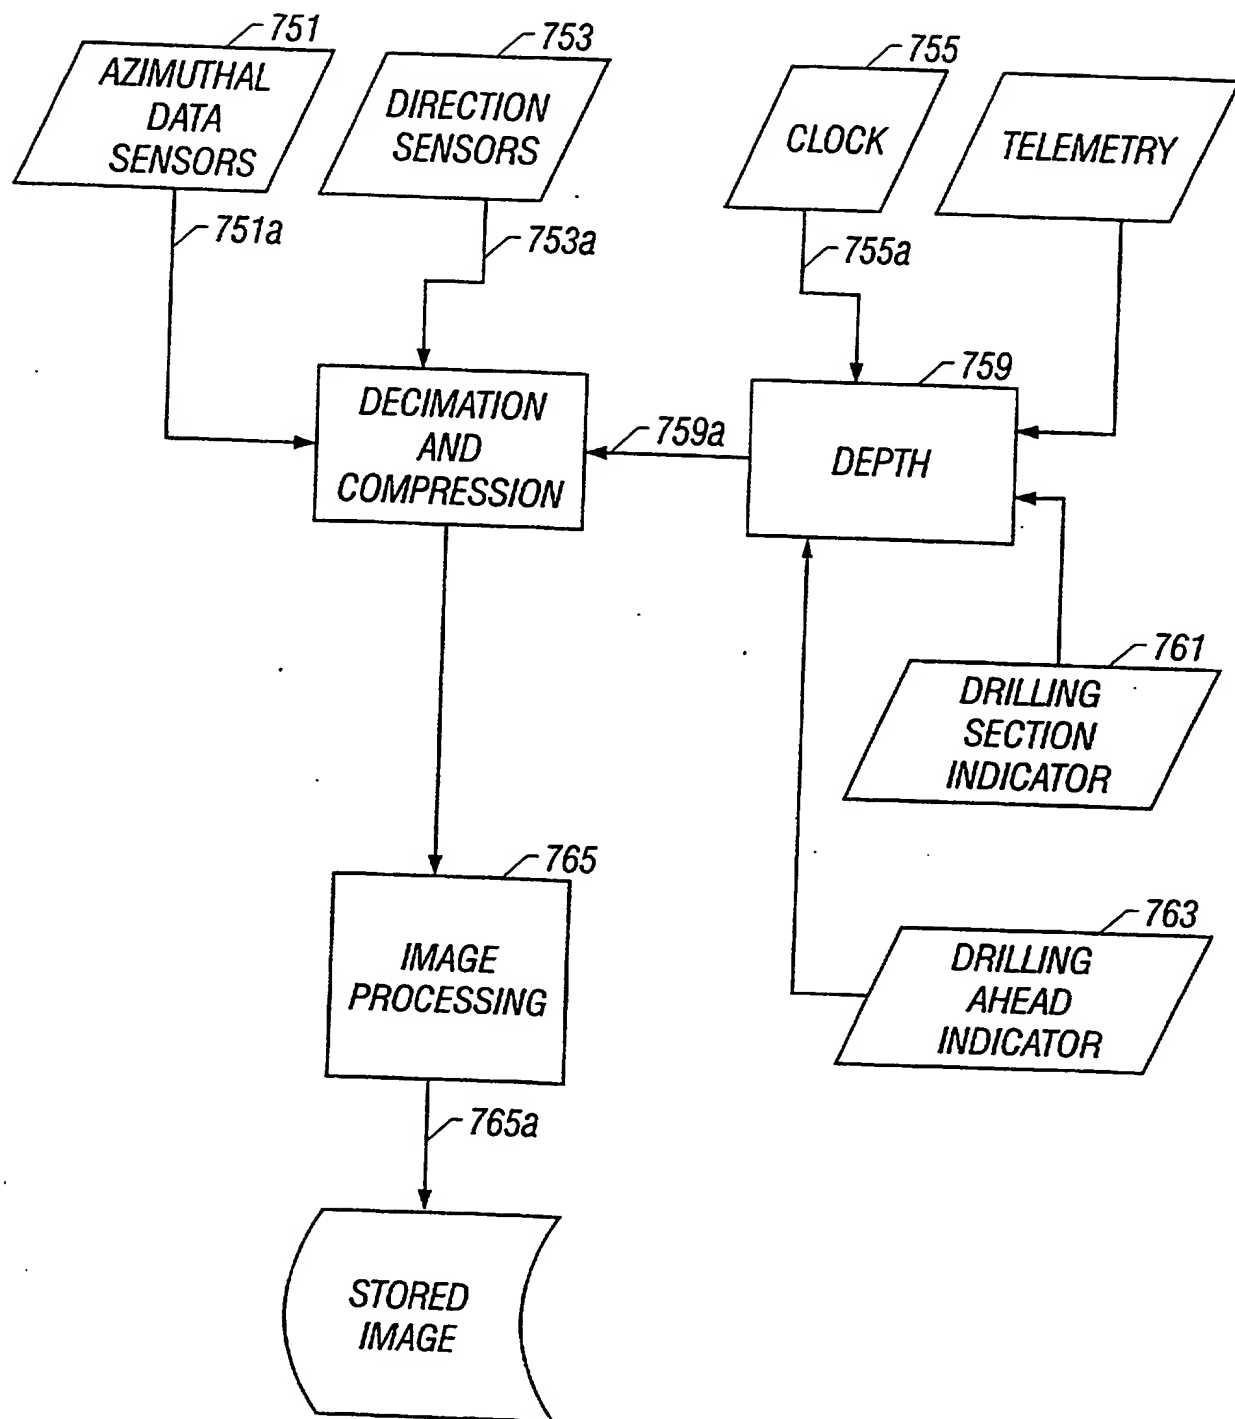 751
AZIMUTHAL
DATA
SENSORS
751a
753
DIRECTION
SENSORS
753a
755
CLOCK
755a
TELEMETRY
DECIMATION
AND
COMPRESSION
759a
759
DEPTH
761
DRILLING
SECTION
INDICATOR
763
DRILLING
AHEAD
INDICATOR
765
IMAGE
PROCESSING
765a
STORED
IMAGE